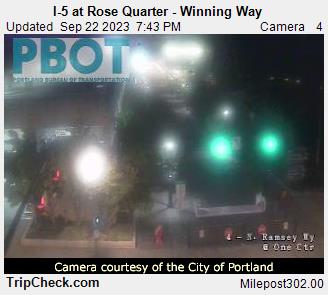 I-5 at Rose Quarter - Winning Way
Updated Sep 22 2023 7:43 PM Camera 4
PBOT
PORTLAND BUREAU OF TRANSPORTATION
4 - N. Ramsey Wy
@ One Ctr
Camera courtesy of the City of Portland
TripCheck.com Milepost302.00